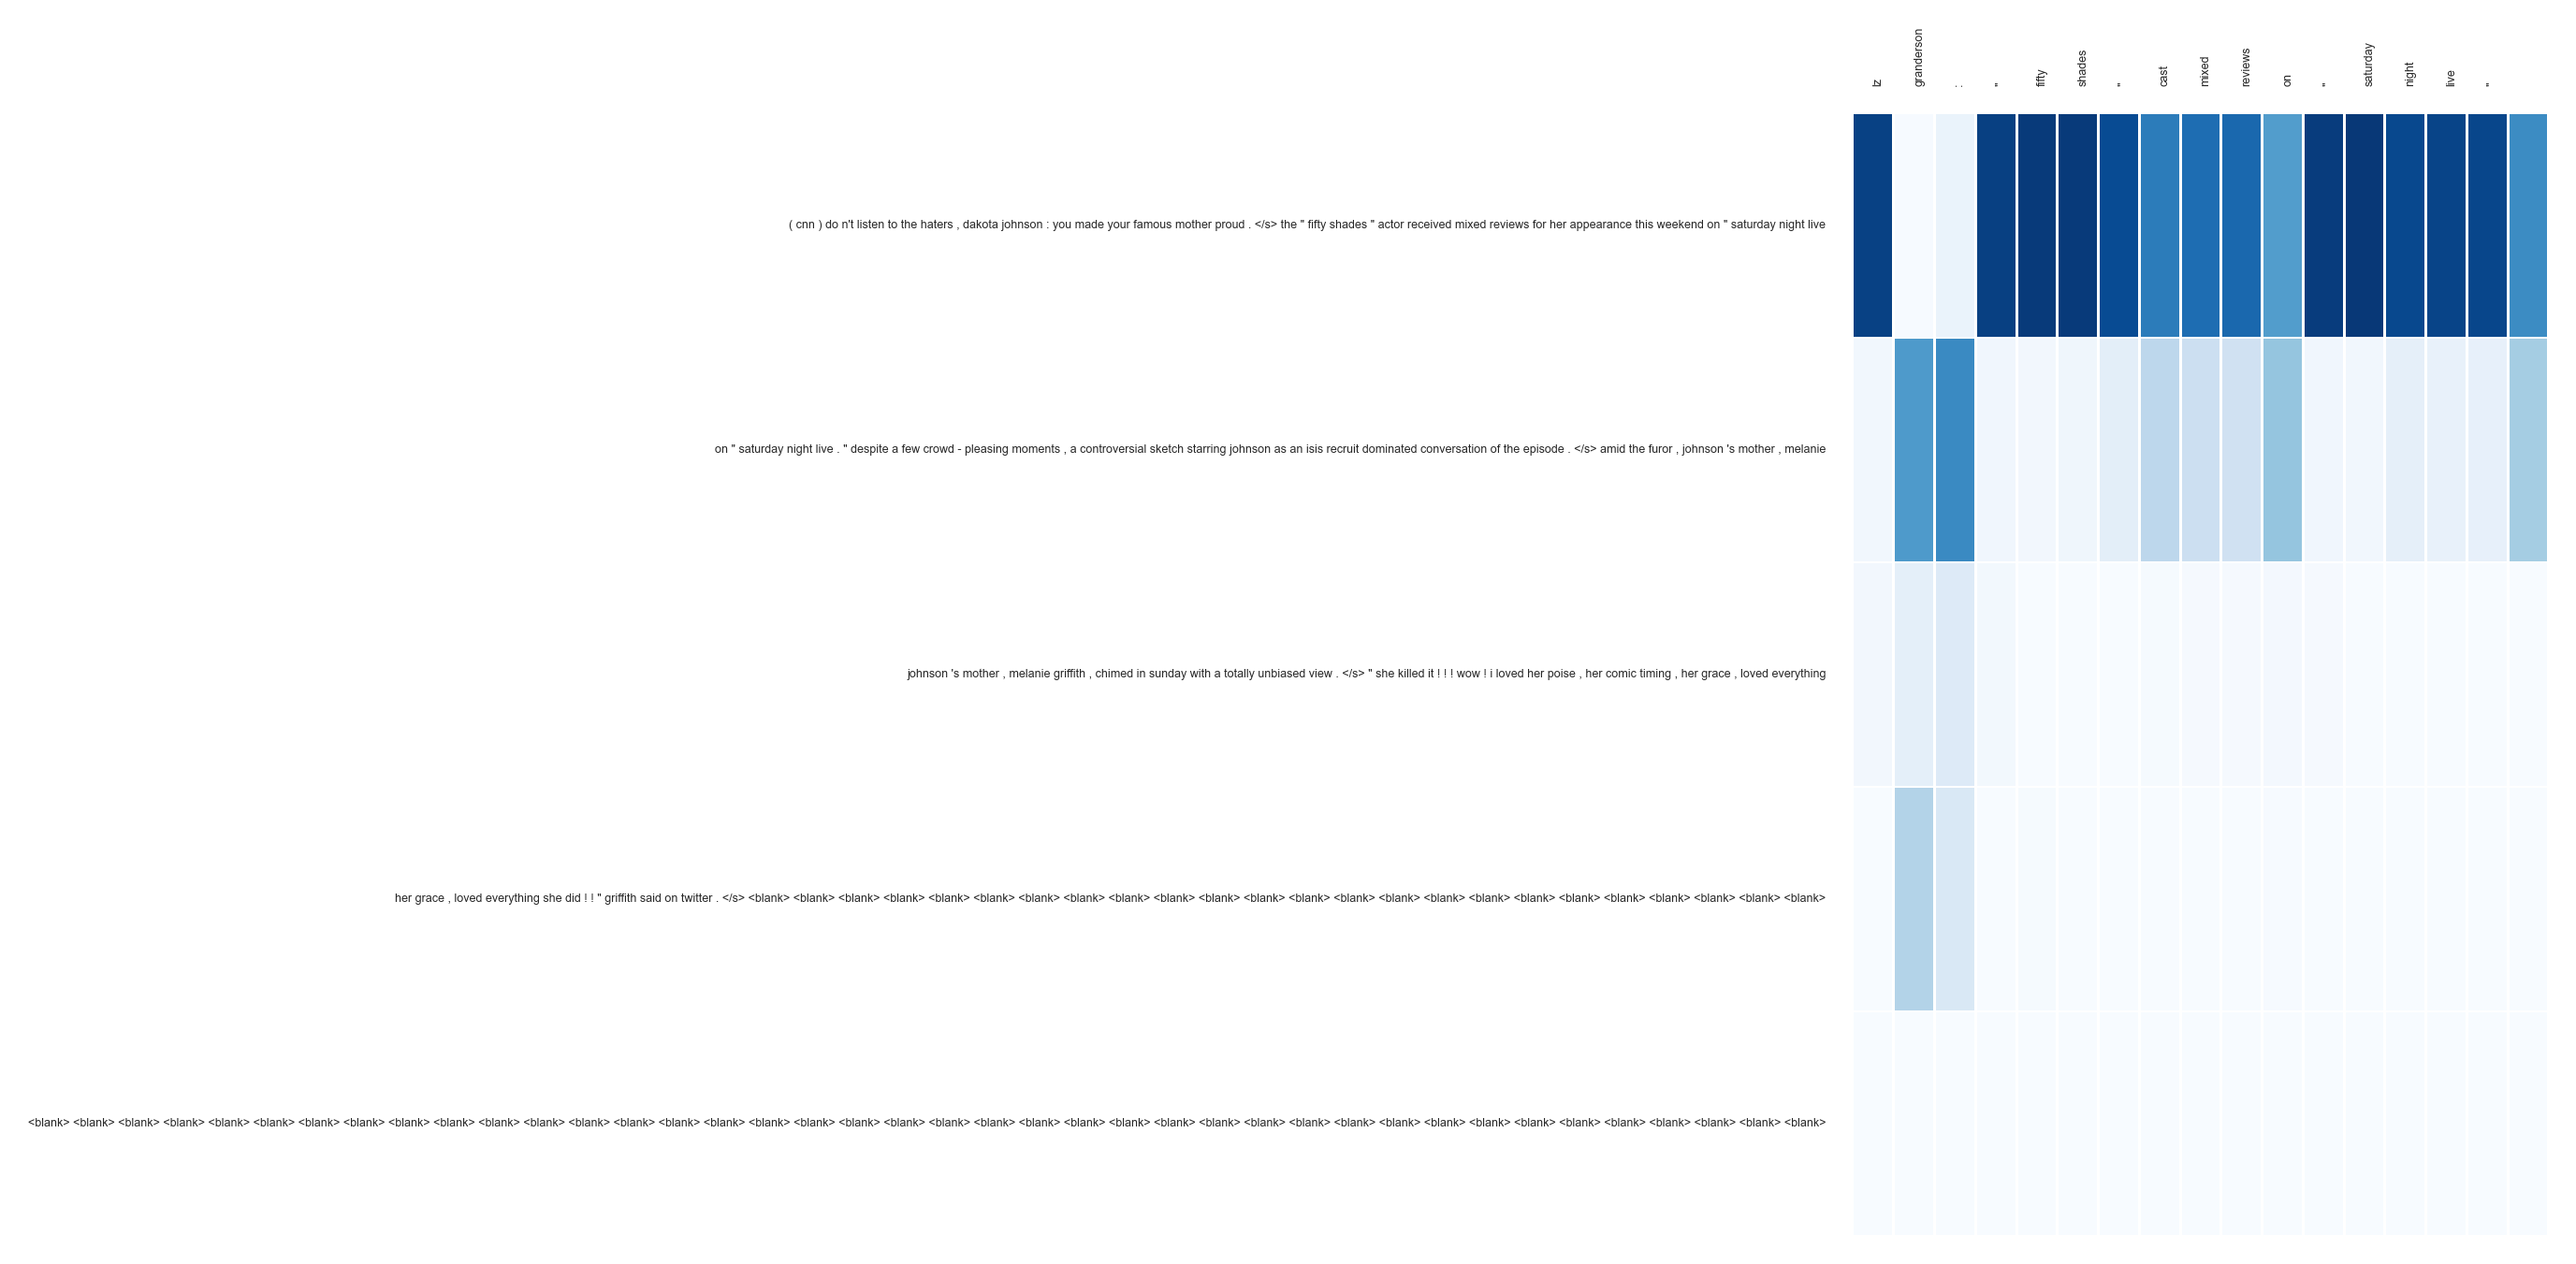 lz granderson : " fifty shades " cast mixed reviews on " saturday night live "
( cnn ) do n't listen to the haters , dakota johnson : you made your famous mother proud . </s> the " fifty shades " actor received mixed reviews for her appearance this weekend on " saturday night live
on " saturday night live . " despite a few crowd - pleasing moments , a controversial sketch starring johnson as an isis recruit dominated conversation of the episode . </s> amid the furor , johnson 's mother , melanie
johnson 's mother , melanie griffith , chimed in sunday with a totally unbiased view . </s> " she killed it ! ! ! wow ! i loved her poise , her comic timing , her grace , loved everything
her grace , loved everything she did ! ! " griffith said on twitter . </s> <blank> <blank> <blank> <blank> <blank> <blank> <blank> <blank> <blank> <blank> <blank> <blank> <blank> <blank> <blank> <blank> <blank> <blank> <blank> <blank> <blank> <blank> <blank> <blank>
<blank> <blank> <blank> <blank> <blank> <blank> <blank> <blank> <blank> <blank> <blank> <blank> <blank> <blank> <blank> <blank> <blank> <blank> <blank> <blank> <blank> <blank> <blank> <blank> <blank> <blank> <blank> <blank> <blank> <blank> <blank> <blank> <blank> <blank> <blank> <blank> <blank> <blank> <blank> <blank>